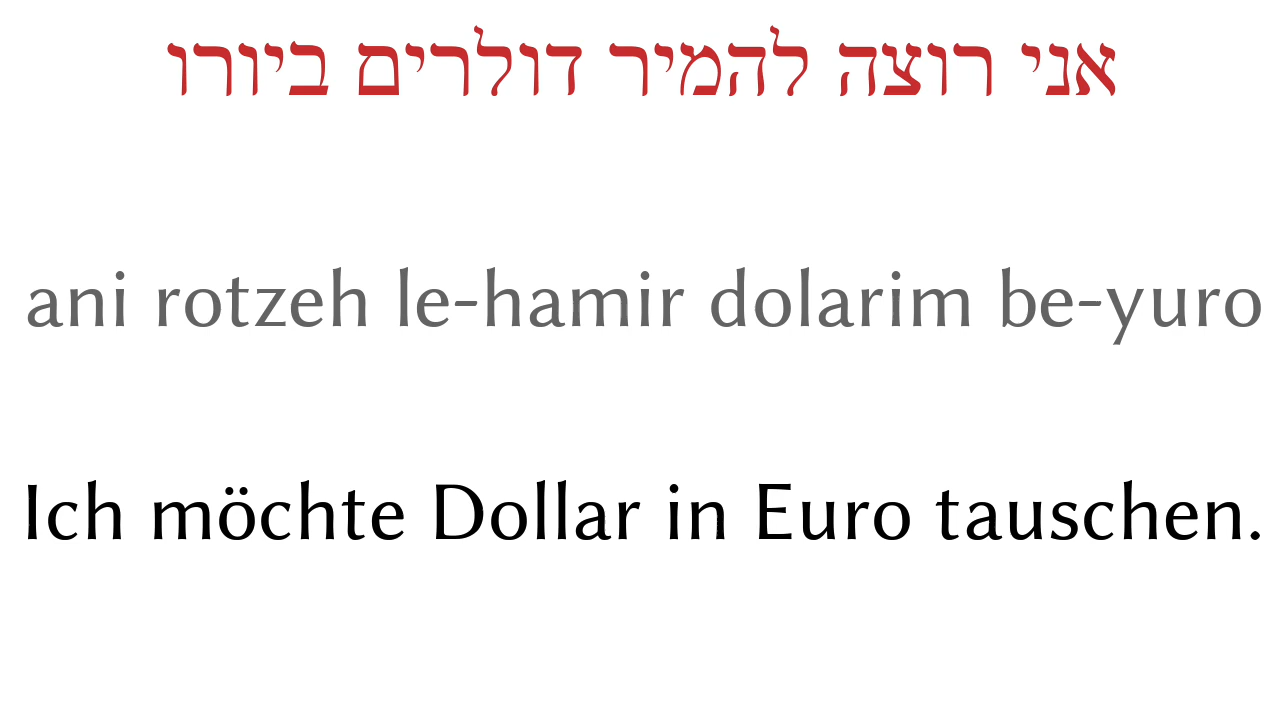 אני רוצה להמיר דולרים ביורו
ani rotzeh le-hamir dolarim be-yuro
Ich möchte Dollar in Euro tauschen.